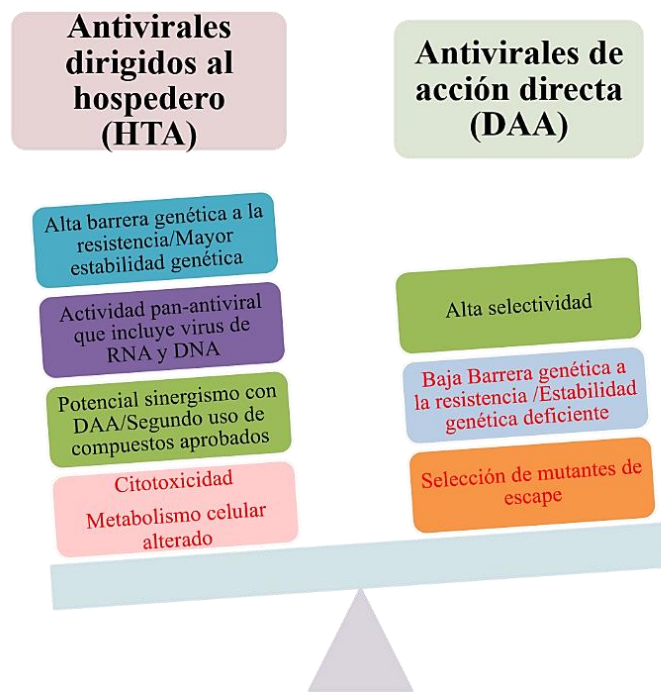 Antivirales
dirigidos al
hospedero
(HTA)
Antivirales de
acción directa
(DAA)
Alta barrera genética a la
resistencia/Mayor
estabilidad genética
Actividad pan-antiviral
que incluye virus de
RNA y DNA
Potencial sinergismo con
DAA/Segundo uso de
compuestos aprobados
Citotoxicidad
Metabolismo celular
alterado
Alta selectividad
Baja Barrera genética a
la resistencia /Estabilidad
genética deficiente
Selección de mutantes de
escape